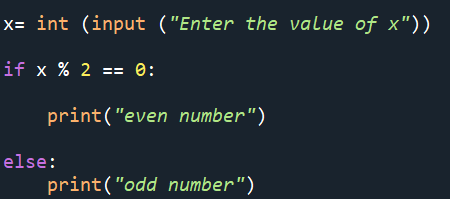 x= int (input ("Enter the value of x"))
if x % 2 == 0:
    print("even number")
else:
    print("odd number")